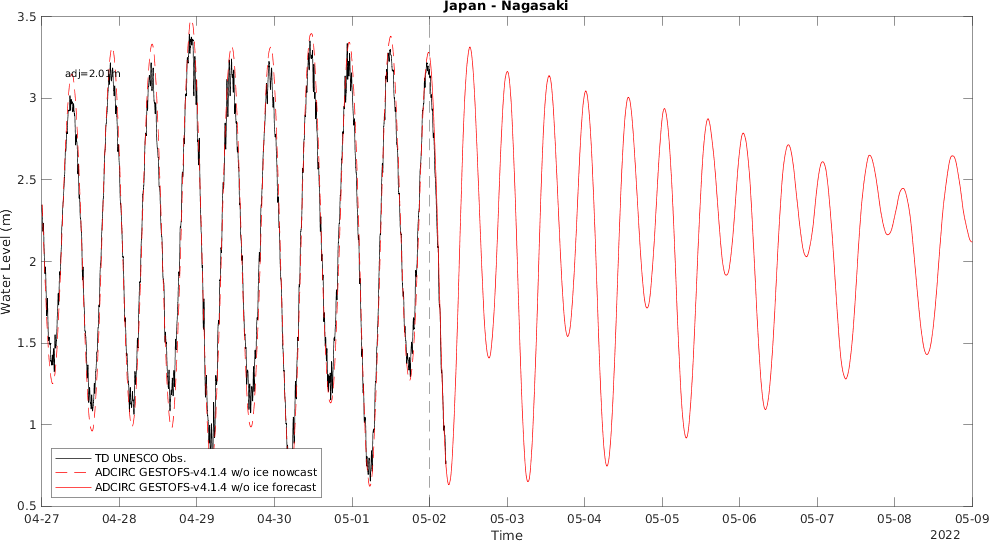 Japan - Nagasaki
3.5
3
2.5
2
1.5
1
0.5
Water Level (m)
adj=2.01m
TD UNESCO Obs.
ADCIRC GESTOFS-v4.1.4 w/o ice nowcast
ADCIRC GESTOFS-v4.1.4 w/o ice forecast
04-27 04-28 04-29 04-30 05-01 05-02 05-03 05-04 05-05 05-06 05-07 05-08 05-09
Time
2022